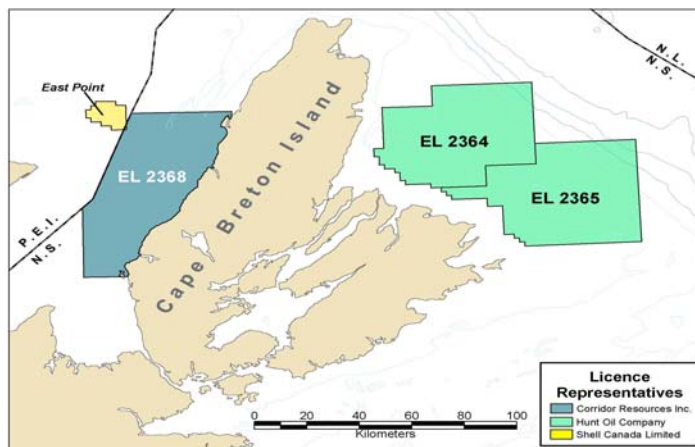 N.L.
N.S.
East Point
EL 2364
EL 2368
EL 2365
Cape Breton Island
P.E.I.
N.S.
Licence
Representatives
Corridor Resources Inc.
Hunt Oil Company
Shell Canada Limited
0 20 40 60 80 100
Kilometers